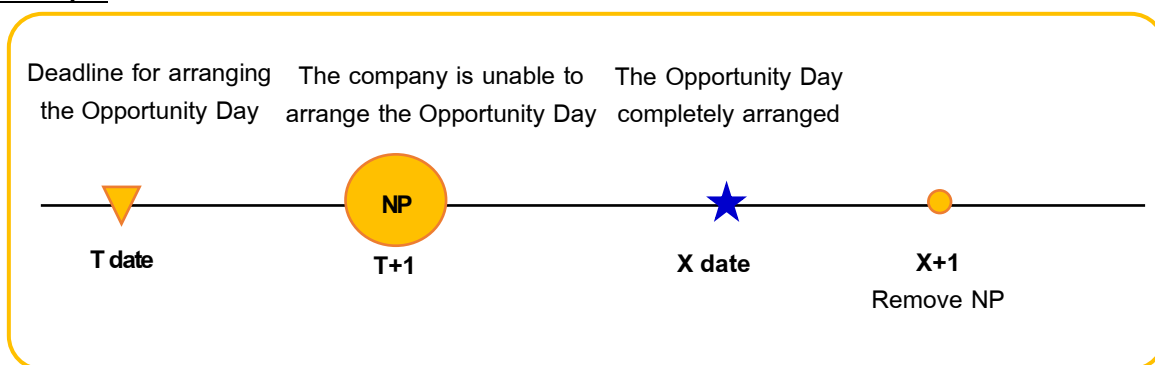 Deadline for arranging
the Opportunity Day
The company is unable to
arrange the Opportunity Day
The Opportunity Day
completely arranged
NP
T date
T+1
X date
X+1
Remove NP